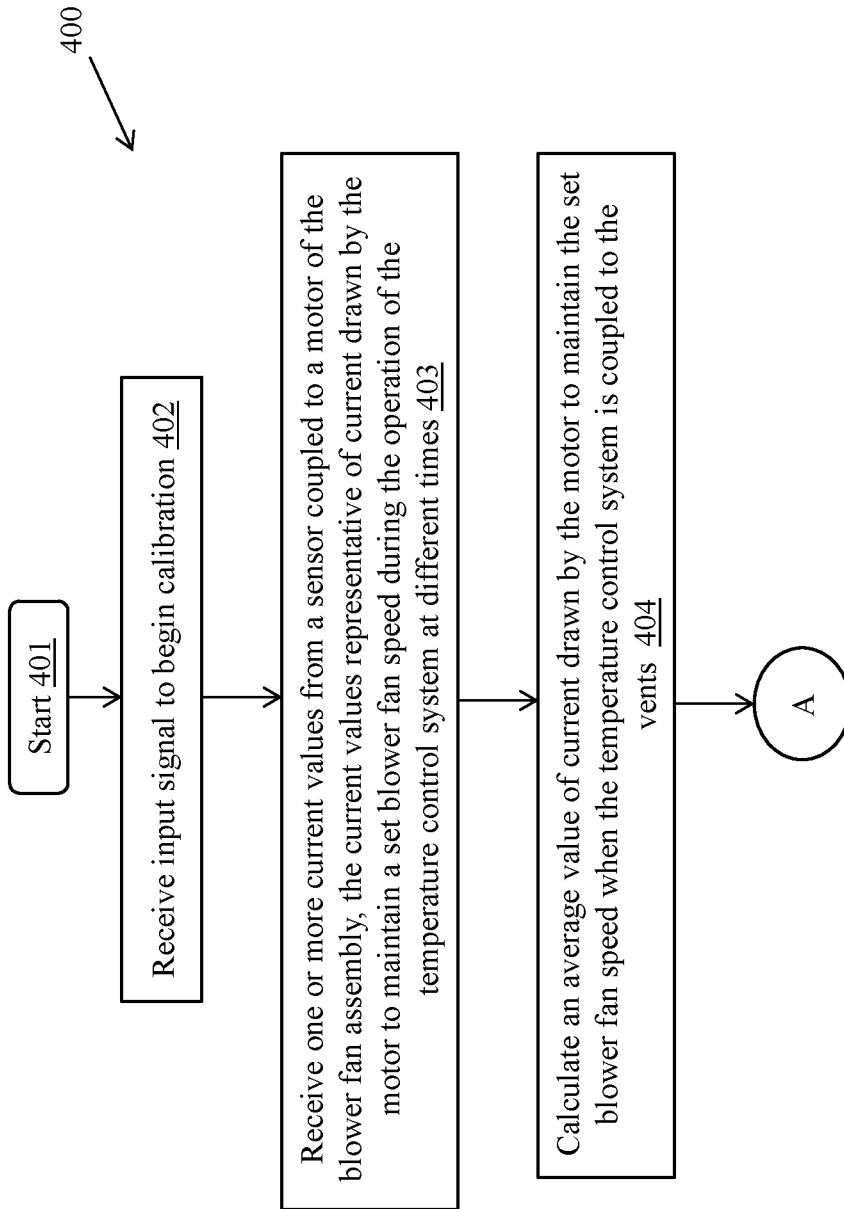 400
Start 401
Receive input signal to begin calibration 402
Receive one or more current values from a sensor coupled to a motor of the
blower fan assembly, the current values representative of current drawn by the
motor to maintain a set blower fan speed during the operation of the
temperature control system at different times 403
Calculate an average value of current drawn by the motor to maintain the set
blower fan speed when the temperature control system is coupled to the
vents 404
A